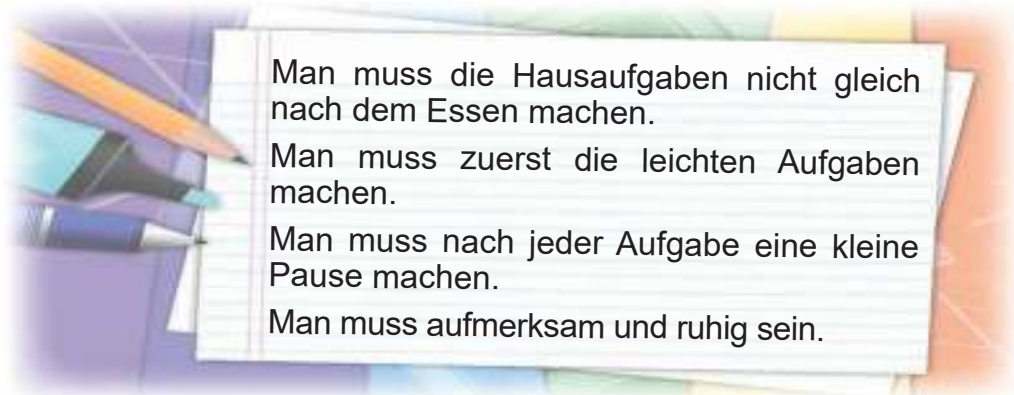 Man muss die Hausaufgaben nicht gleich
nach dem Essen machen.
Man muss zuerst die leichten Aufgaben
machen.
Man muss nach jeder Aufgabe eine kleine
Pause machen.
Man muss aufmerksam und ruhig sein.